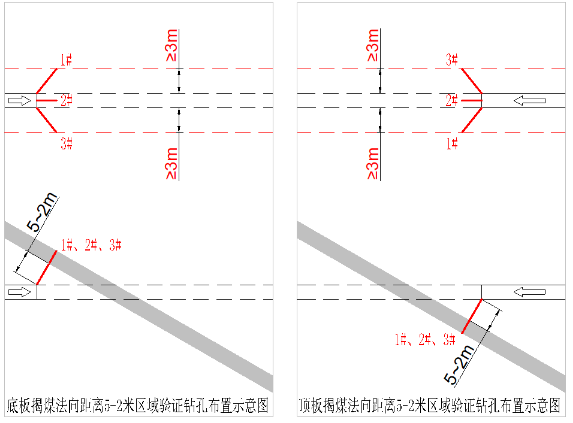 1#
2#
3#
≥3m
≥3m
5~2m
1#、2#、3#
底板揭煤法向距离5-2米区域验证钻孔布置示意图
3#
2#
1#
≥3m
≥3m
1#、2#、3#
5~2m
顶板揭煤法向距离5-2米区域验证钻孔布置示意图